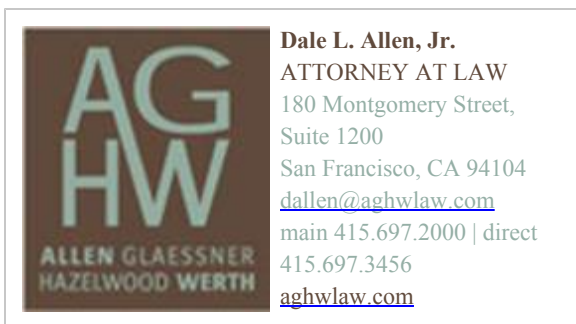 AG
HW
ALLEN GLAESSNER
HAZELWOOD WERTH
Dale L. Allen, Jr.
ATTORNEY AT LAW
180 Montgomery Street,
Suite 1200
San Francisco, CA 94104
dallen@aghwlaw.com
main 415.697.2000 | direct
415.697.3456
aghwlaw.com